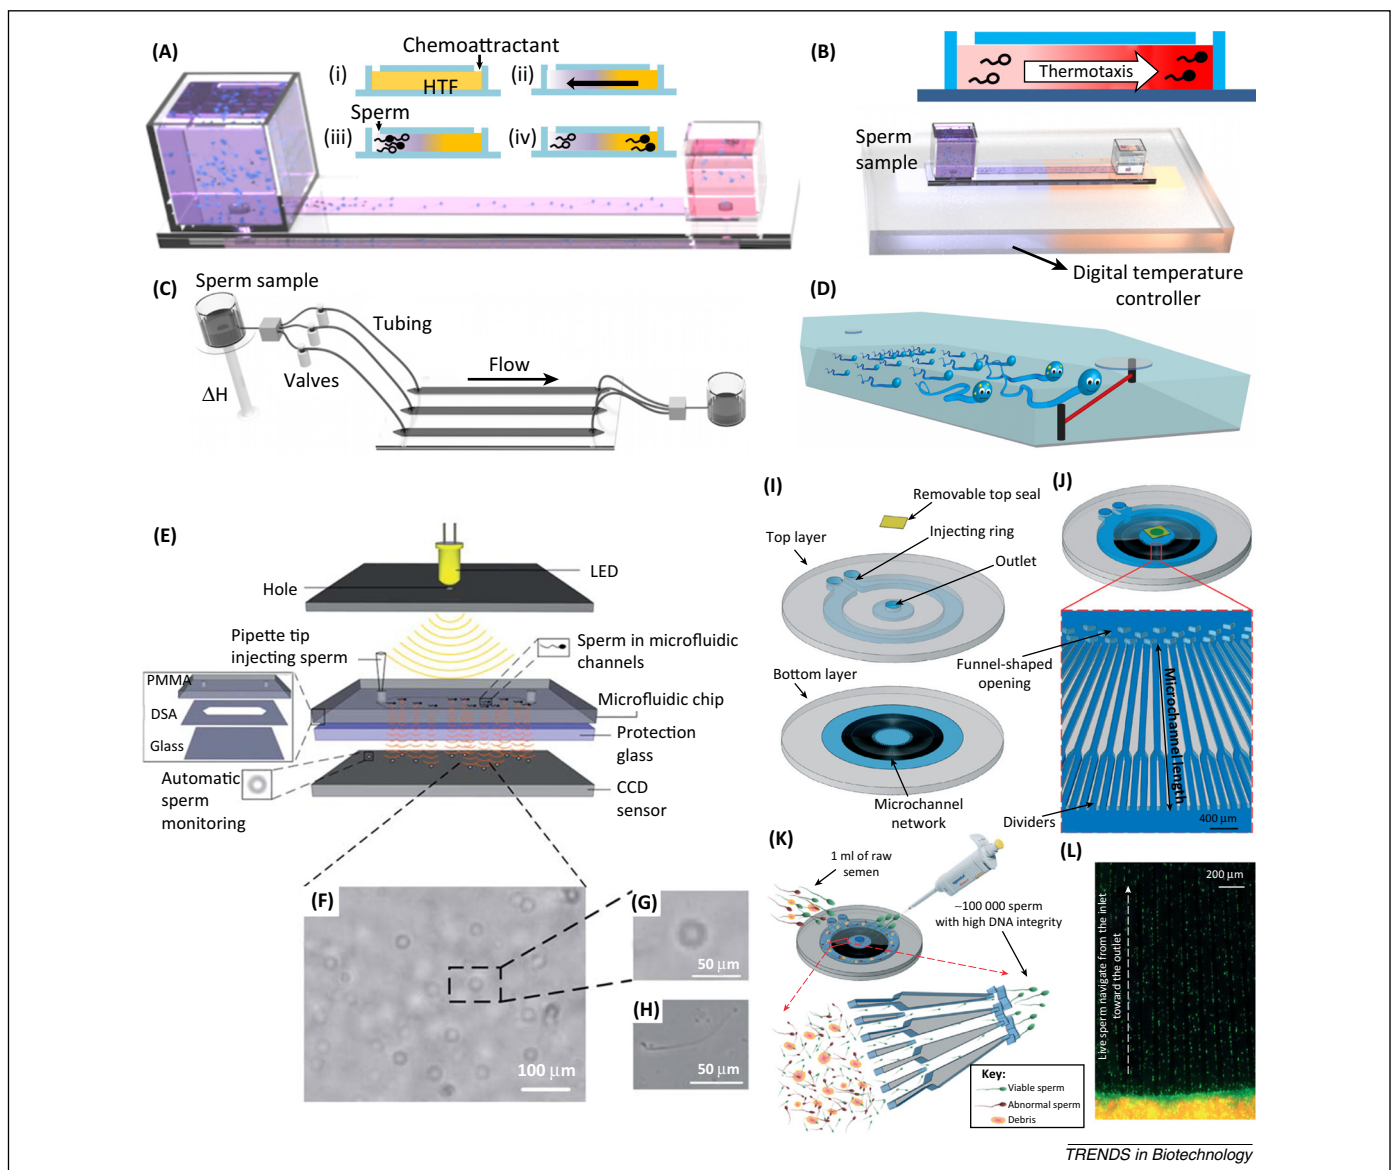 (A)
Chemoattractant
(i)
HTF
(ii)
Sperm
(iii)
(iv)
(B)
Thermotaxis
Sperm
sample
Digital temperature
controller
(C)
Sperm sample
Tubing
Valves
Flow
ΔH
(D)
(E)
LED
Hole
Pipette tip
injecting sperm
Sperm in microfluidic
channels
PMMA
DSA
Glass
Microfluidic chip
Protection
glass
Automatic
sperm
monitoring
CCD
sensor
(F)
100 μm
(G)
50 μm
(H)
50 μm
(I)
Removable top seal
Top layer
Injecting ring
Outlet
Bottom layer
Microchannel
network
(J)
Funnel-shaped
opening
Microchannel length
Dividers
400 μm
(K)
1 ml of raw
semen
~100 000 sperm
with high DNA integrity
Key:
Viable sperm
Abnormal sperm
Debris
(L)
200 μm
Live sperm navigate from the inlet
toward the outlet
TRENDS in Biotechnology